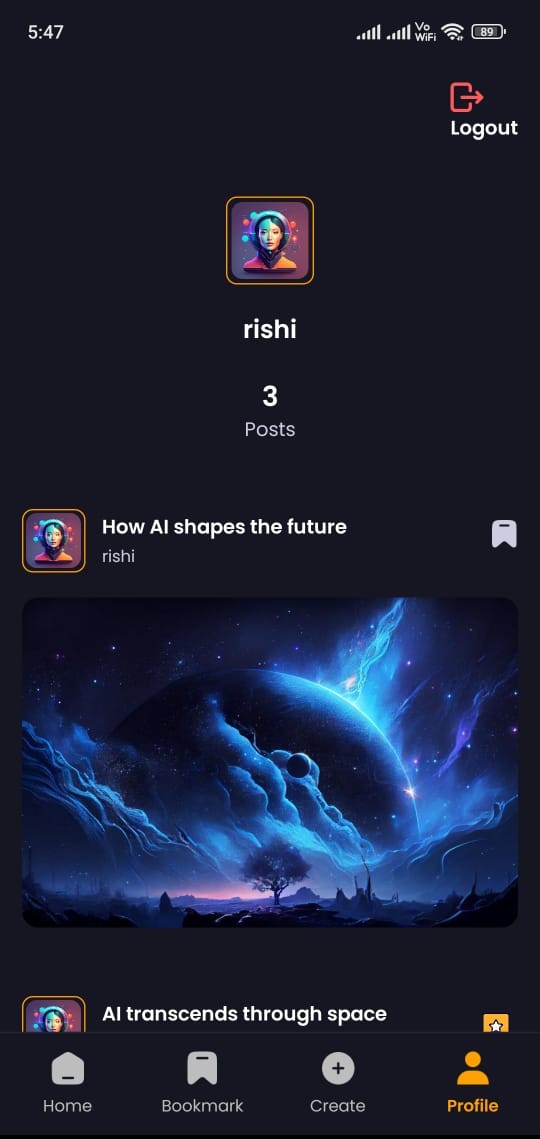 5:47
Vo
WiFi
89
Logout
rishi
3
Posts
How AI shapes the future
rishi
AI transcends through space
Home
Bookmark
Create
Profile